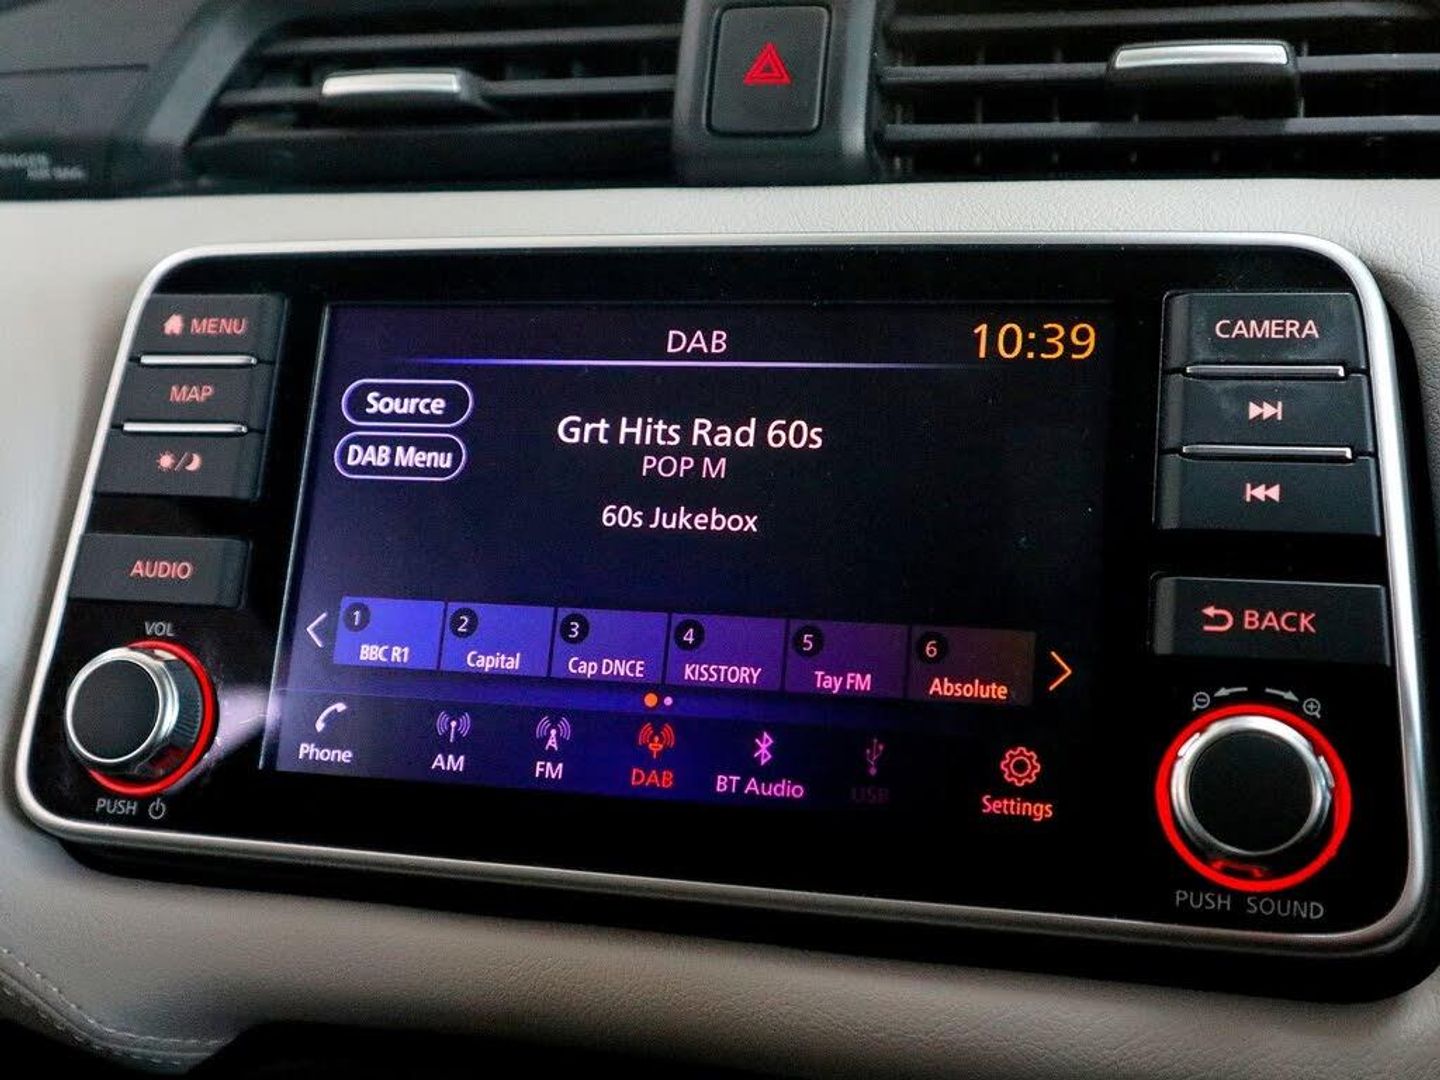 MENU
MAP
AUDIO
VOL
PUSH
DAB
10:39
Source
DAB Menu
Grt Hits Rad 60s
POP M
60s Jukebox
1
BBC R1
2
Capital
3
Cap DNCE
4
KISSTORY
5
Tay FM
6
Absolute
Phone
AM
FM
DAB
BT Audio
USB
Settings
CAMERA
BACK
PUSH SOUND